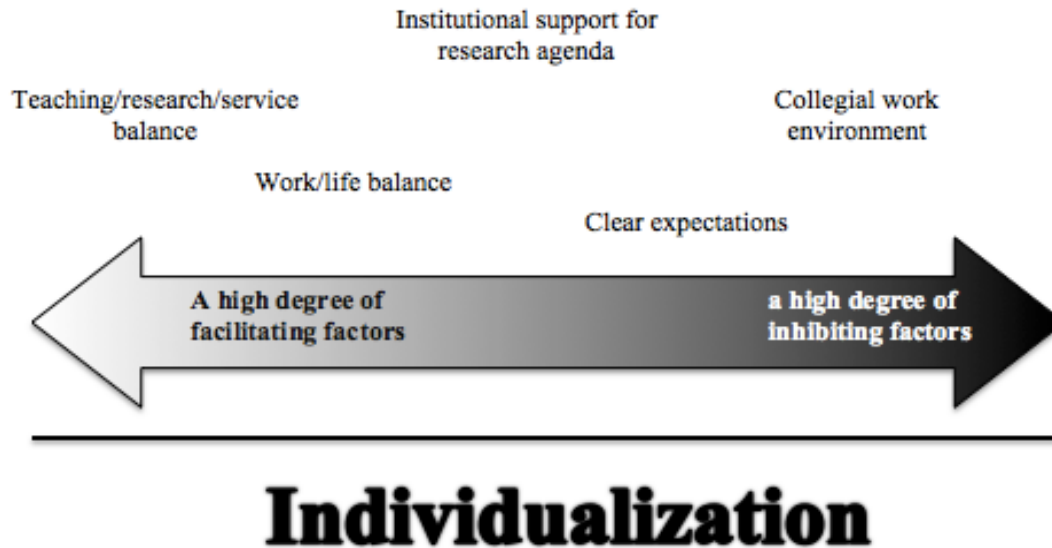 Institutional support for
research agenda
Teaching/research/service
balance
Collegial work
environment
Work/life balance
Clear expectations
A high degree of
facilitating factors
a high degree of
inhibiting factors
Individualization